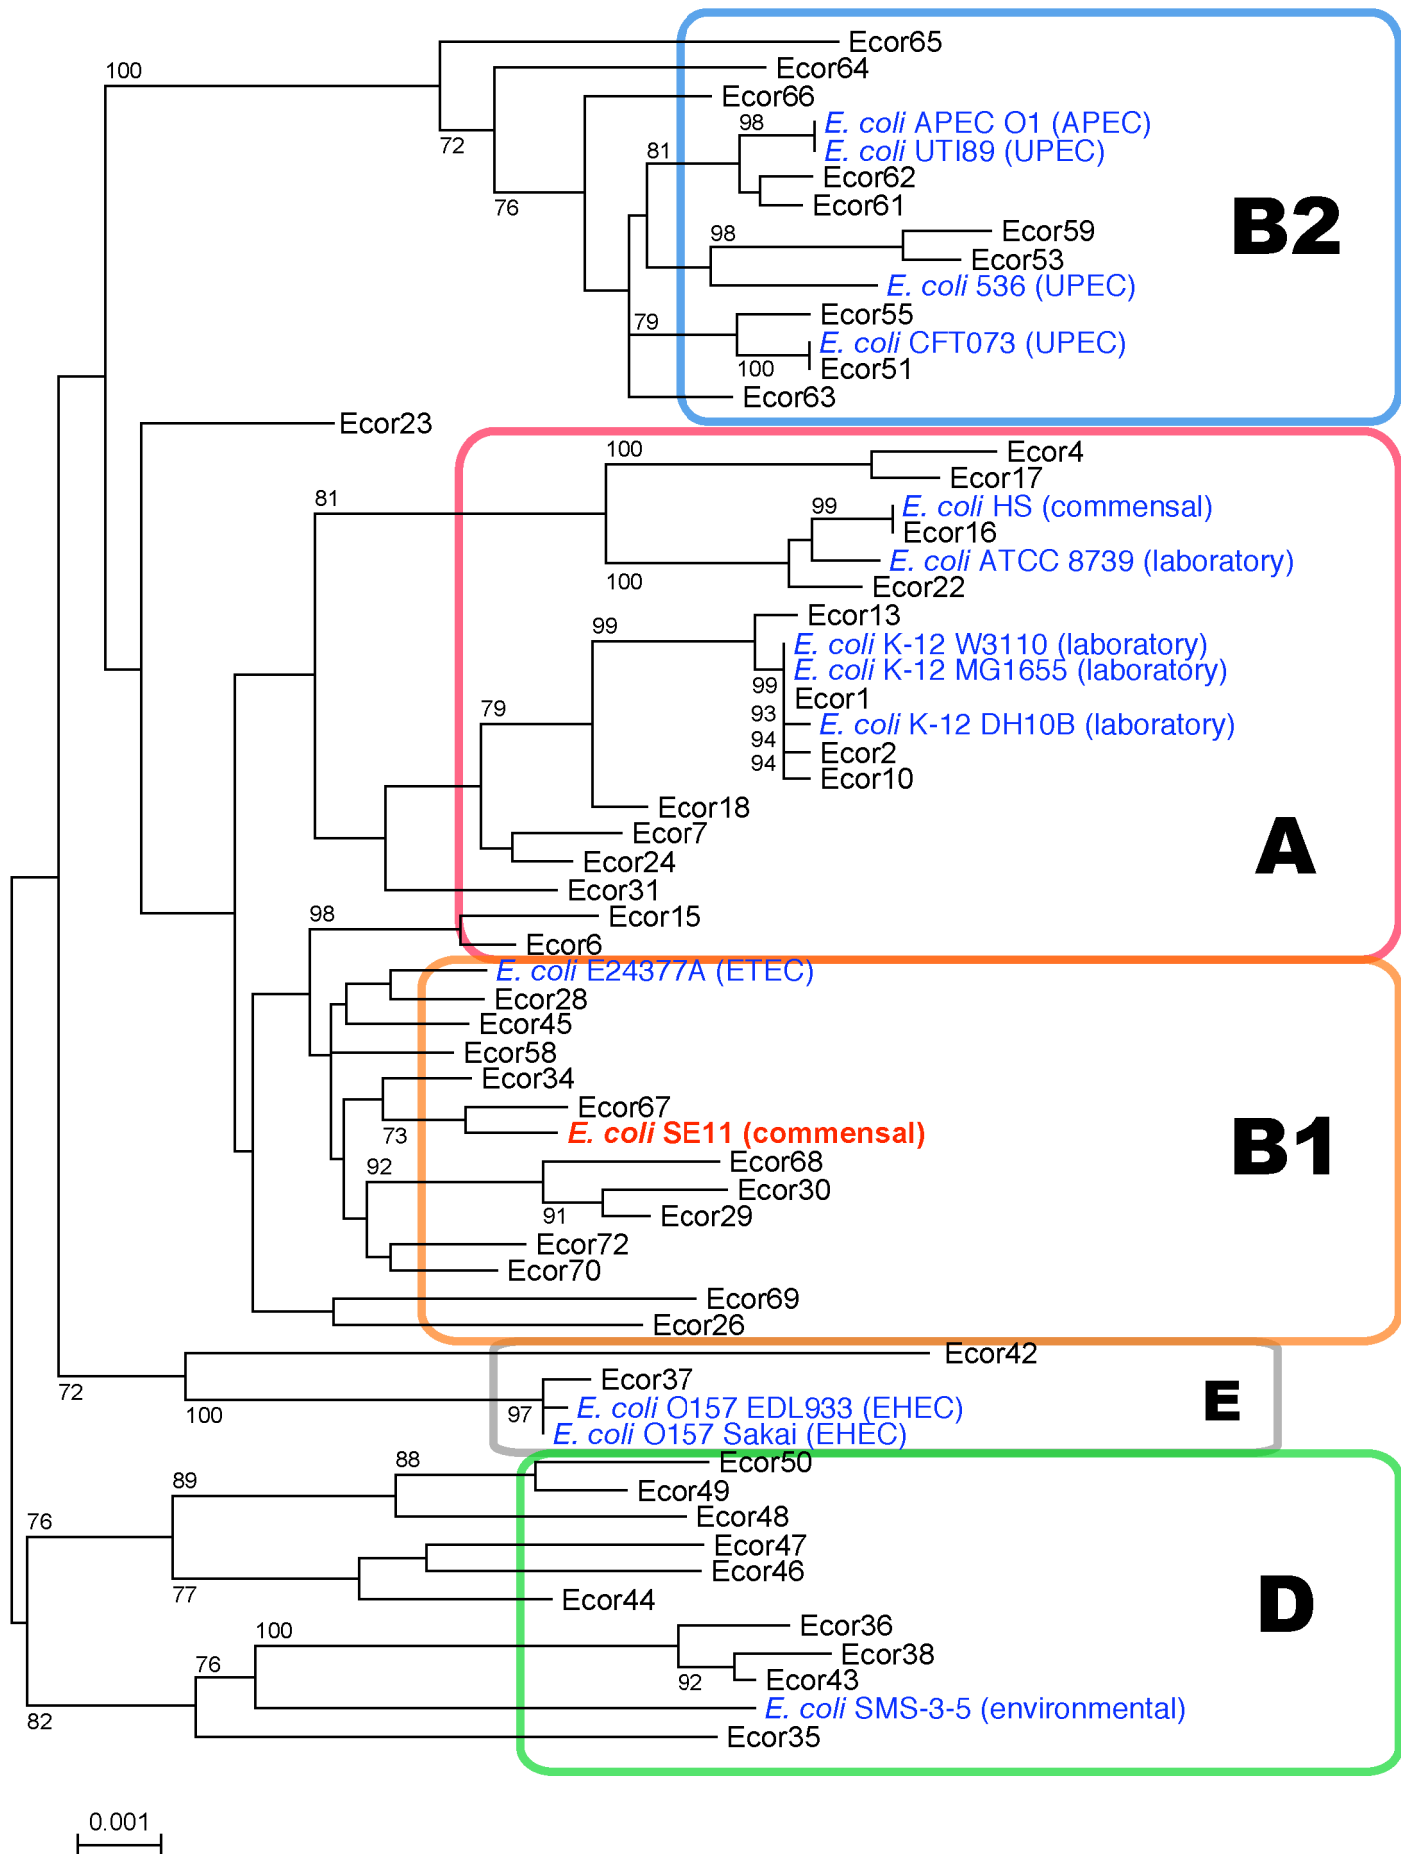 Ecor65
100
Ecor64
Ecor66
98
E. coli APEC O1 (APEC)
72
81
E. coli UTI89 (UPEC)
Ecor62
76
Ecor61
B2
98
Ecor59
Ecor53
E. coli 536 (UPEC)
79
Ecor55
E. coli CFT073 (UPEC)
100
Ecor51
Ecor63
Ecor23
100
Ecor4
Ecor17
81
99
E. coli HS (commensal)
Ecor16
E. coli ATCC 8739 (laboratory)
100
Ecor22
Ecor13
99
E. coli K-12 W3110 (laboratory)
E. coli K-12 MG1655 (laboratory)
99
Ecor1
79
93
E. coli K-12 DH10B (laboratory)
94
Ecor2
94
Ecor10
Ecor18
Ecor7
A
Ecor24
Ecor31
98
Ecor15
Ecor6
E. coli E24377A (ETEC)
Ecor28
Ecor45
Ecor58
Ecor34
Ecor67
73
E. coli SE11 (commensal)
B1
92
Ecor68
Ecor30
91
Ecor29
Ecor72
Ecor70
Ecor69
Ecor26
Ecor42
72
Ecor37
100
97
E. coli O157 EDL933 (EHEC)
E
E. coli O157 Sakai (EHEC)
88
Ecor50
89
Ecor49
76
Ecor48
Ecor47
Ecor46
77
Ecor44
D
100
Ecor36
76
Ecor38
92
Ecor43
E. coli SMS-3-5 (environmental)
82
Ecor35
0.001